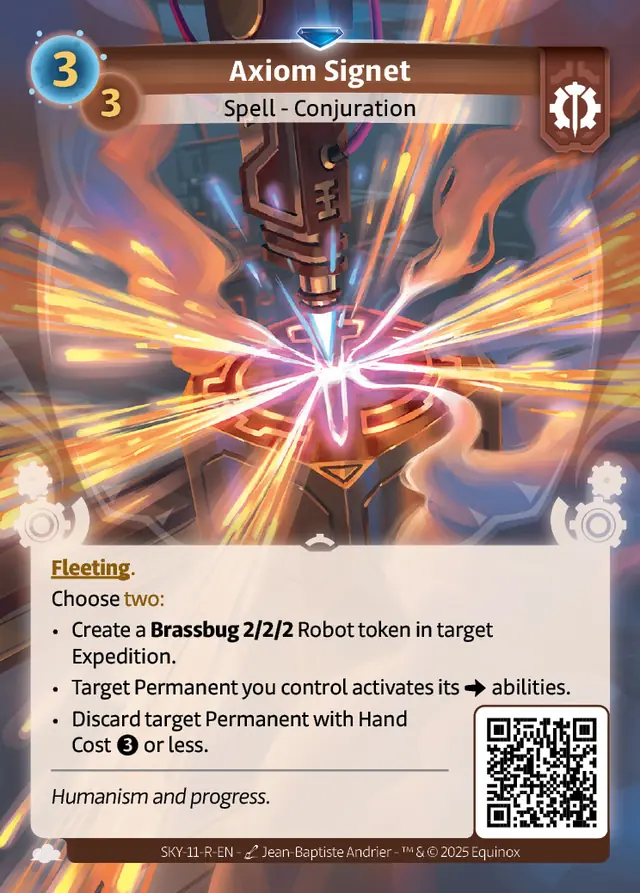 3
Axiom Signet
3
Spell - Conjuration
Fleeting.
Choose two:
• Create a Brassbug 2/2/2 Robot token in target
Expedition.
• Target Permanent you control activates its ➔ abilities.
• Discard target Permanent with Hand
Cost ❸ or less.
Humanism and progress.
SKY-11-R-EN - 🖌 Jean-Baptiste Andrier - ™ & © 2025 Equinox